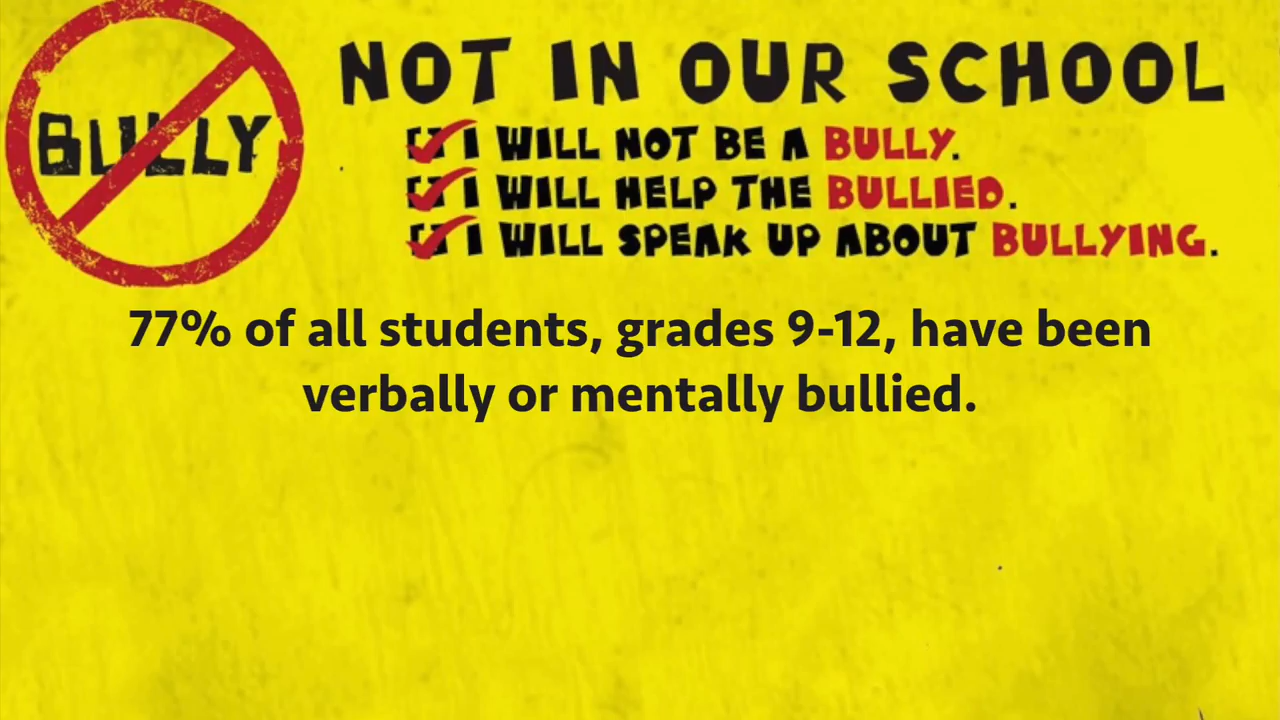 BULLY
NOT IN OUR SCHOOL
I WILL NOT BE A BULLY.
I WILL HELP THE BULLIED.
I WILL SPEAK UP ABOUT BULLYING.
77% of all students, grades 9-12, have been
verbally or mentally bullied.